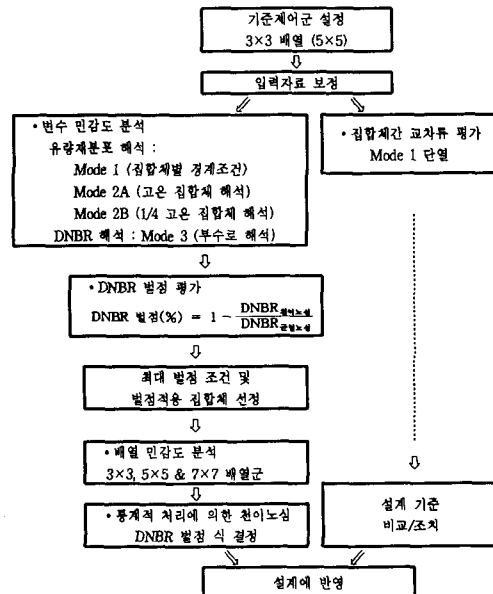 기준제어군 설정
3×3 배열 (5×5)
입력자료 보정
• 변수 민감도 분석
유량재분포 해석 :
Mode 1 (집합체별 경계조건)
Mode 2A (고온 집합체 해석)
Mode 2B (1/4 고온 집합체 해석)
DNBR 해석 : Mode 3 (부수로 해석)
• 집합체간 교차류 평가
Mode 1 단열
• DNBR 벌점 평가
DNBR 벌점(%) = 1 − DNBR천이노심 / DNBR균일노심
최대 벌점 조건 및
벌점적용 집합체 선정
• 배열 민감도 분석
3×3, 5×5 & 7×7 배열군
• 통계적 처리에 의한 천이노심
DNBR 벌점 식 결정
설계 기준
비교/조치
설계에 반영